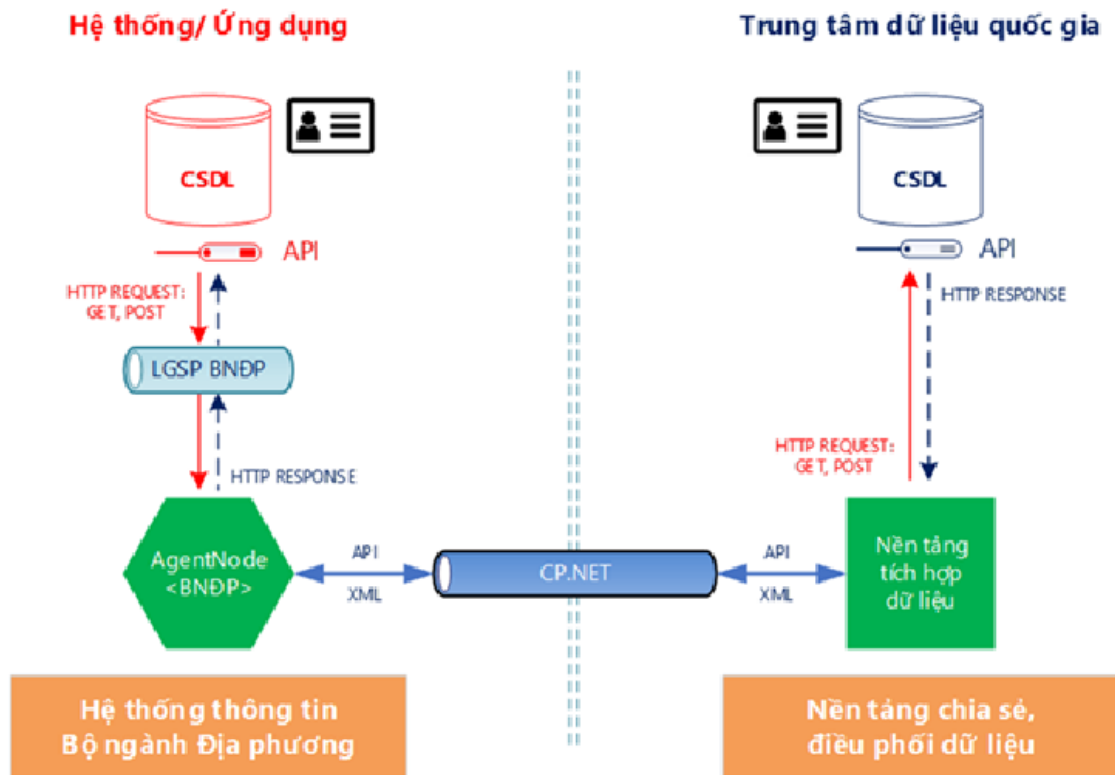 Hệ thống/ Ứng dụng
Trung tâm dữ liệu quốc gia
CSDL
API
HTTP REQUEST:
GET, POST
LGSP BNĐP
HTTP RESPONSE
AgentNode
<BNĐP>
API
XML
CP.NET
API
XML
CSDL
API
HTTP RESPONSE
HTTP REQUEST:
GET, POST
Nền tảng
tích hợp
dữ liệu
Hệ thống thông tin
Bộ ngành Địa phương
Nền tảng chia sẻ,
điều phối dữ liệu